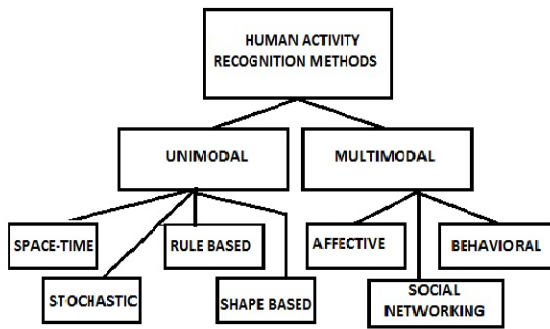 HUMAN ACTIVITY
RECOGNITION METHODS
UNIMODAL
MULTIMODAL
SPACE-TIME
RULE BASED
AFFECTIVE
BEHAVIORAL
STOCHASTIC
SHAPE BASED
SOCIAL
NETWORKING